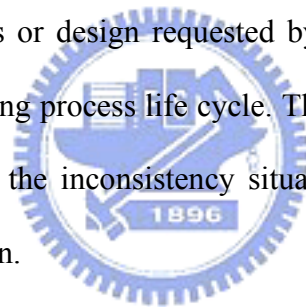 s or design requested by
ng process life cycle. Th
the inconsistency situa
1896
n.